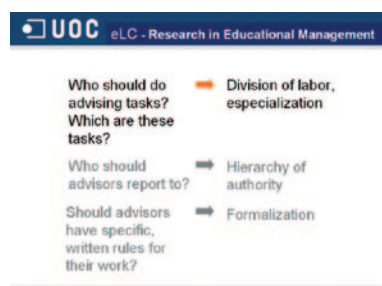 UOC eLC - Research in Educational Management
Who should do
advising tasks?
Which are these
tasks?
Division of labor,
especialization
Who should
advisors report to?
Hierarchy of
authority
Should advisors
have specific,
written rules for
their work?
Formalization